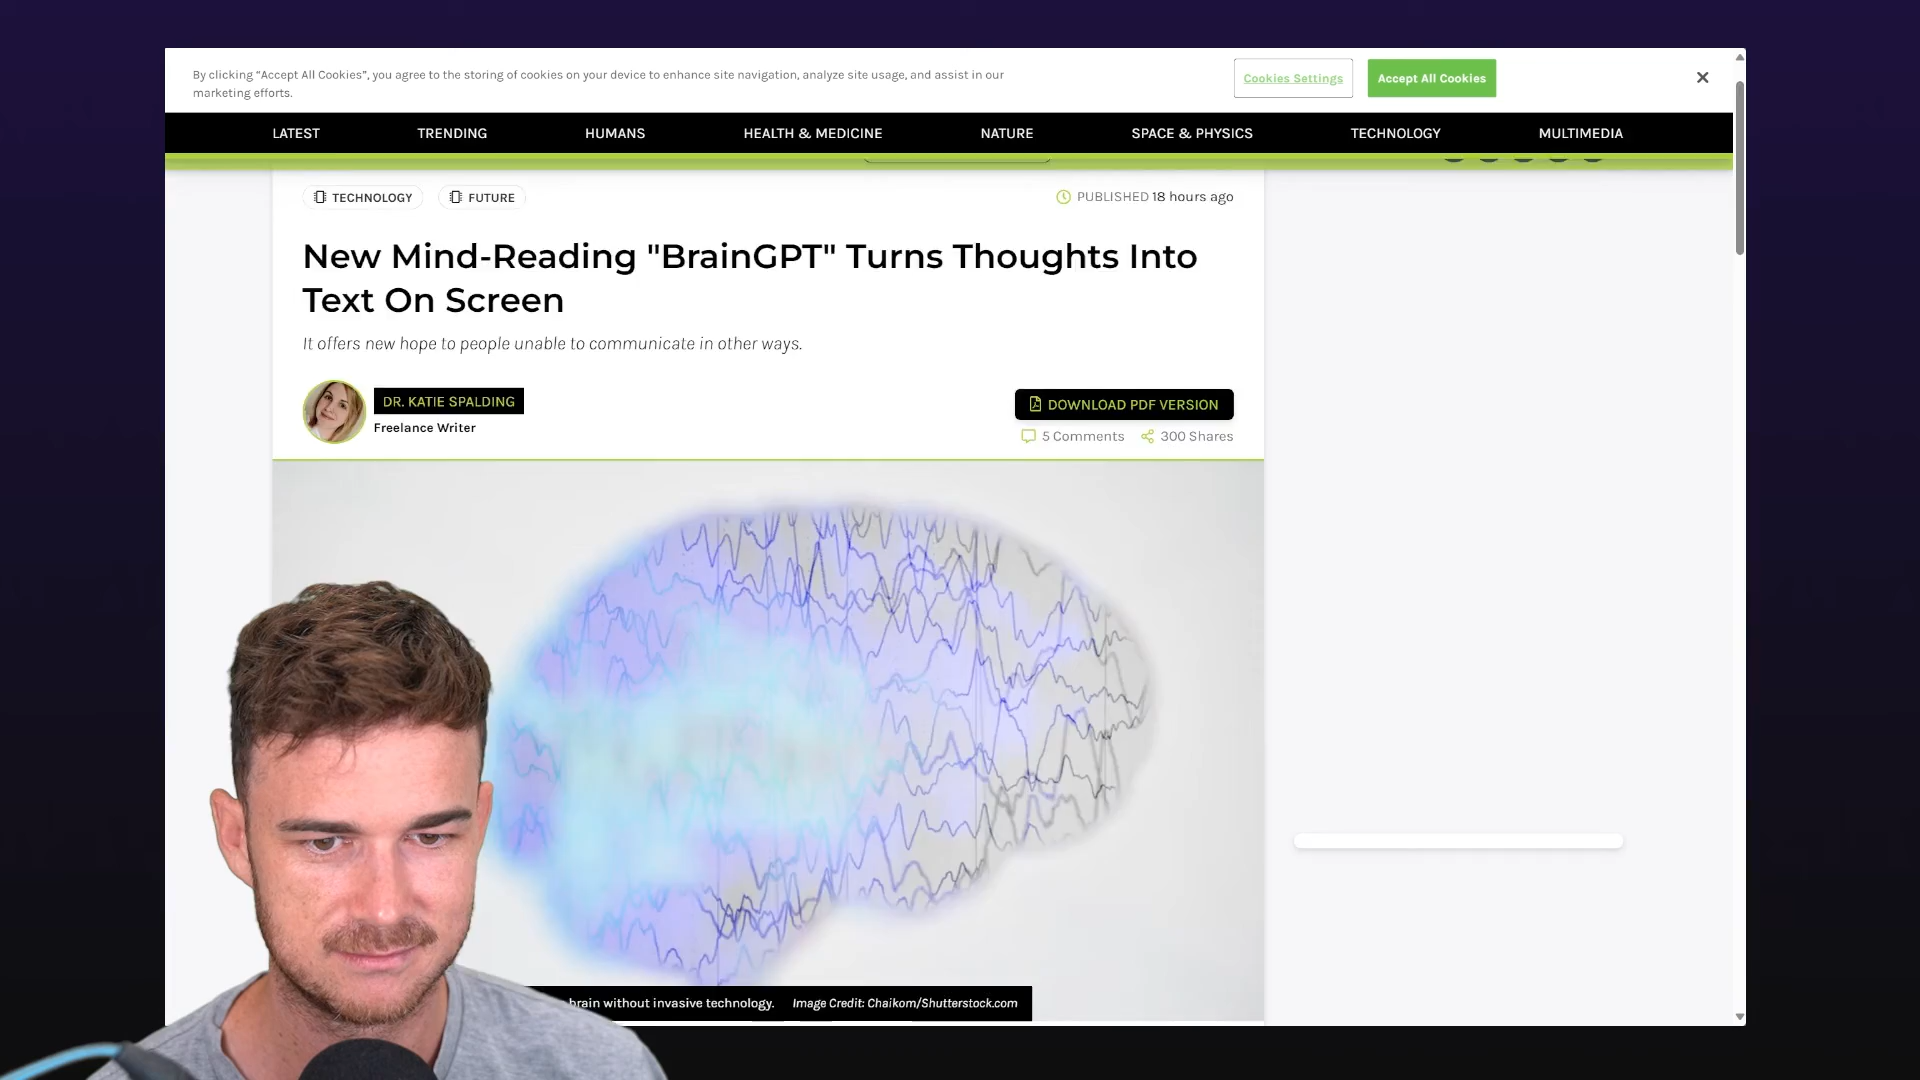 By clicking “Accept All Cookies”, you agree to the storing of cookies on your device to enhance site navigation, analyze site usage, and assist in our
marketing efforts.
Cookies Settings
Accept All Cookies
LATEST
TRENDING
HUMANS
HEALTH & MEDICINE
NATURE
SPACE & PHYSICS
TECHNOLOGY
MULTIMEDIA
TECHNOLOGY
FUTURE
PUBLISHED 18 hours ago
New Mind-Reading "BrainGPT" Turns Thoughts Into
Text On Screen
It offers new hope to people unable to communicate in other ways.
DR. KATIE SPALDING
Freelance Writer
DOWNLOAD PDF VERSION
5 Comments
300 Shares
brain without invasive technology. Image Credit: Chaikom/Shutterstock.com